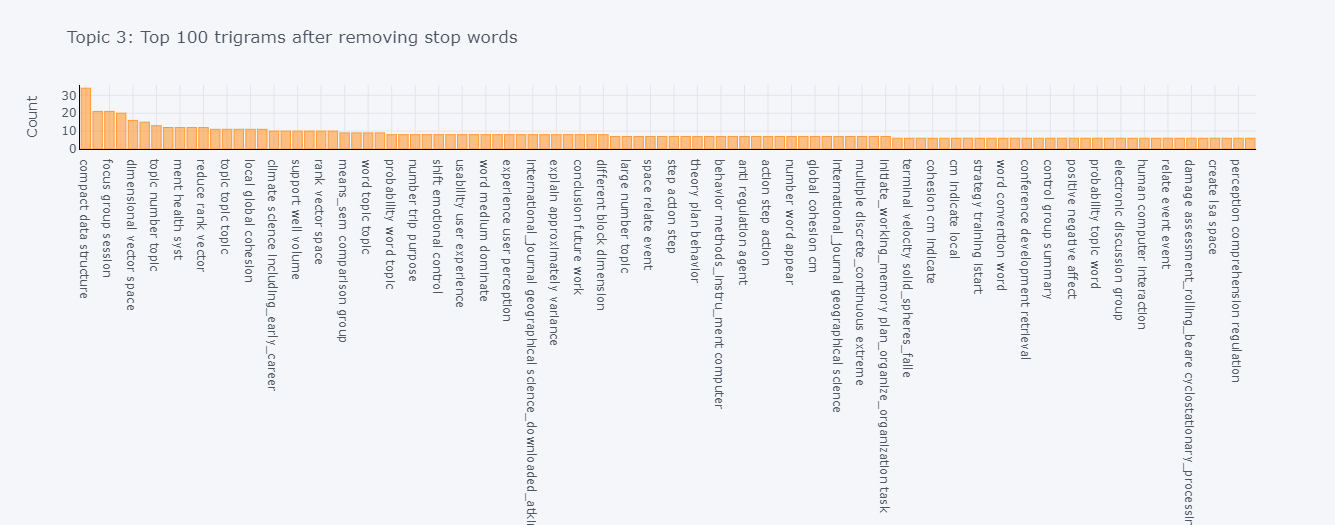 Topic 3: Top 100 trigrams after removing stop words
Count
30
20
10
0
compact data structure
focus group session
dimensional vector space
topic number topic
ment health syst
reduce rank vector
topic topic topic
local global cohesion
climate science including_early_career
support well volume
rank vector space
means_sem comparison group
word topic topic
probability word topic
number trip purpose
shift emotional control
usability user experience
word medium dominate
experience user perception
international_journal geographical science_downloaded_atki
explain approximately variance
conclusion future work
different block dimension
large number topic
space relate event
step action step
theory plan behavior
behavior methods_instru_ment computer
anti regulation agent
action step action
number word appear
global cohesion cm
international_journal geographical science
multiple discrete_continuous extreme
initiate_working_memory plan_organize_organization task
terminal velocity solid_spheres_falle
cohesion cm indicate
cm indicate local
strategy training istart
word convention word
conference development retrieval
control group summary
positive negative affect
probability topic word
electronic discussion group
human computer interaction
relate event event
damage assessment_rolling_beare cyclostationary_processin
create lsa space
perception comprehension regulation